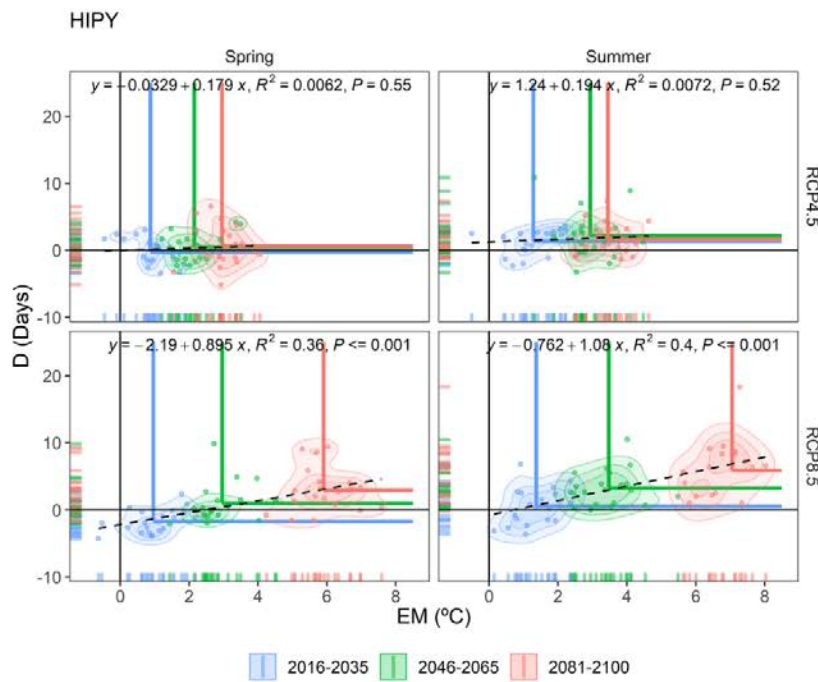 HIPY
Spring
Summer
y = −0.0329 + 0.179 x, R² = 0.0062, P = 0.55
y = 1.24 + 0.194 x, R² = 0.0072, P = 0.52
20
10
0
-10
RCP4.5
y = −2.19 + 0.895 x, R² = 0.36, P <= 0.001
y = −0.762 + 1.08 x, R² = 0.4, P <= 0.001
20
10
0
-10
RCP8.5
D (Days)
0 2 4 6 8
0 2 4 6 8
EM (ºC)
2016-2035 2046-2065 2081-2100